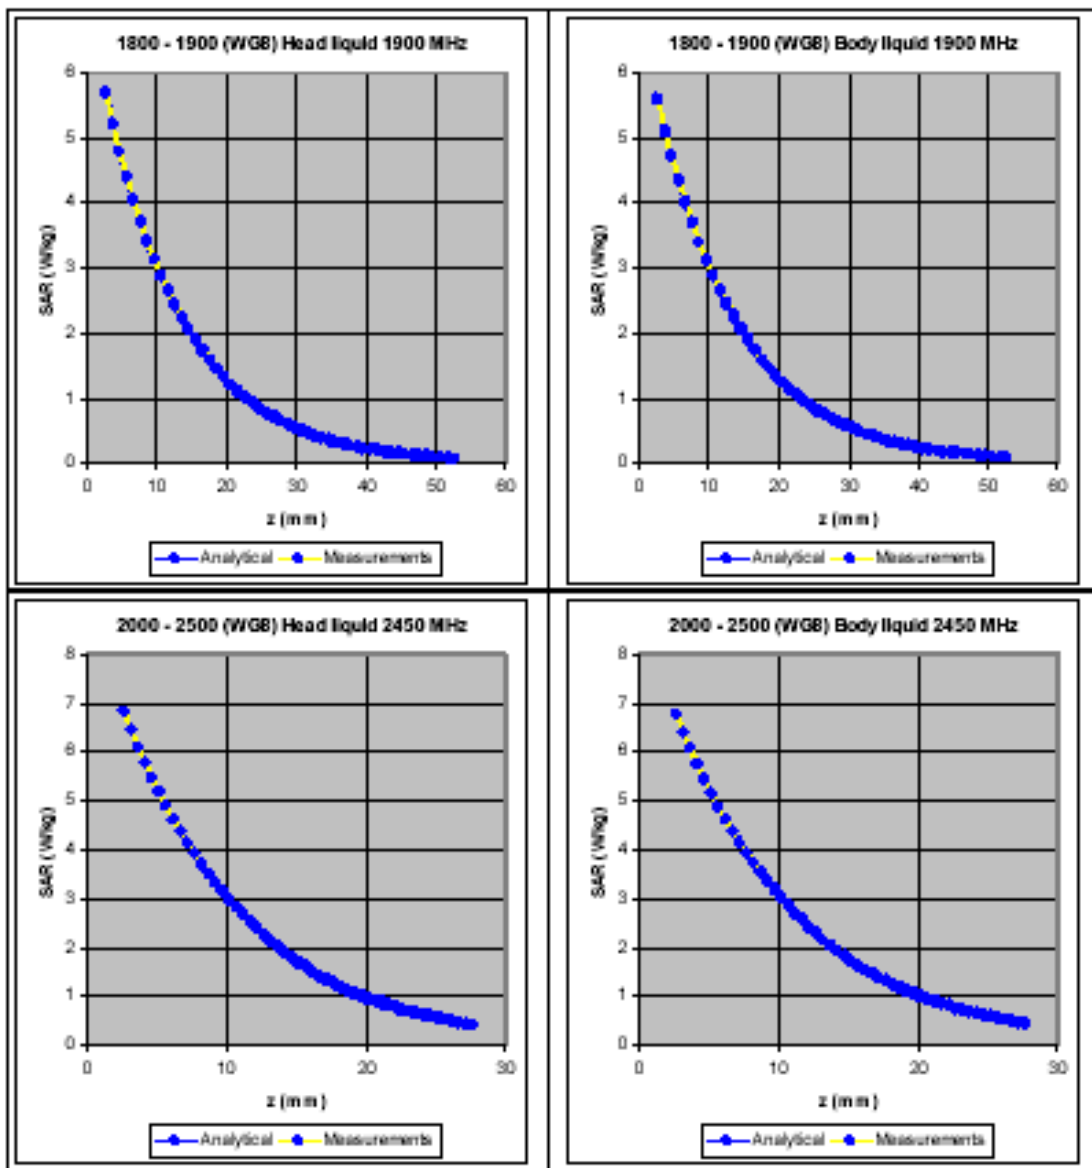 1800 - 1900 (WGB) Head liquid 1900 MHz
6
5
4
3
2
1
0
SAR (W/kg)
0 10 20 30 40 50 60
z (mm)
Analytical Measurements
1800 - 1900 (WGB) Body liquid 1900 MHz
6
5
4
3
2
1
0
SAR (W/kg)
0 10 20 30 40 50 60
z (mm)
Analytical Measurements
2000 - 2500 (WGB) Head liquid 2450 MHz
8
7
6
5
4
3
2
1
0
SAR (W/kg)
0 10 20 30
z (mm)
Analytical Measurements
2000 - 2500 (WGB) Body liquid 2450 MHz
8
7
6
5
4
3
2
1
0
SAR (W/kg)
0 10 20 30
z (mm)
Analytical Measurements